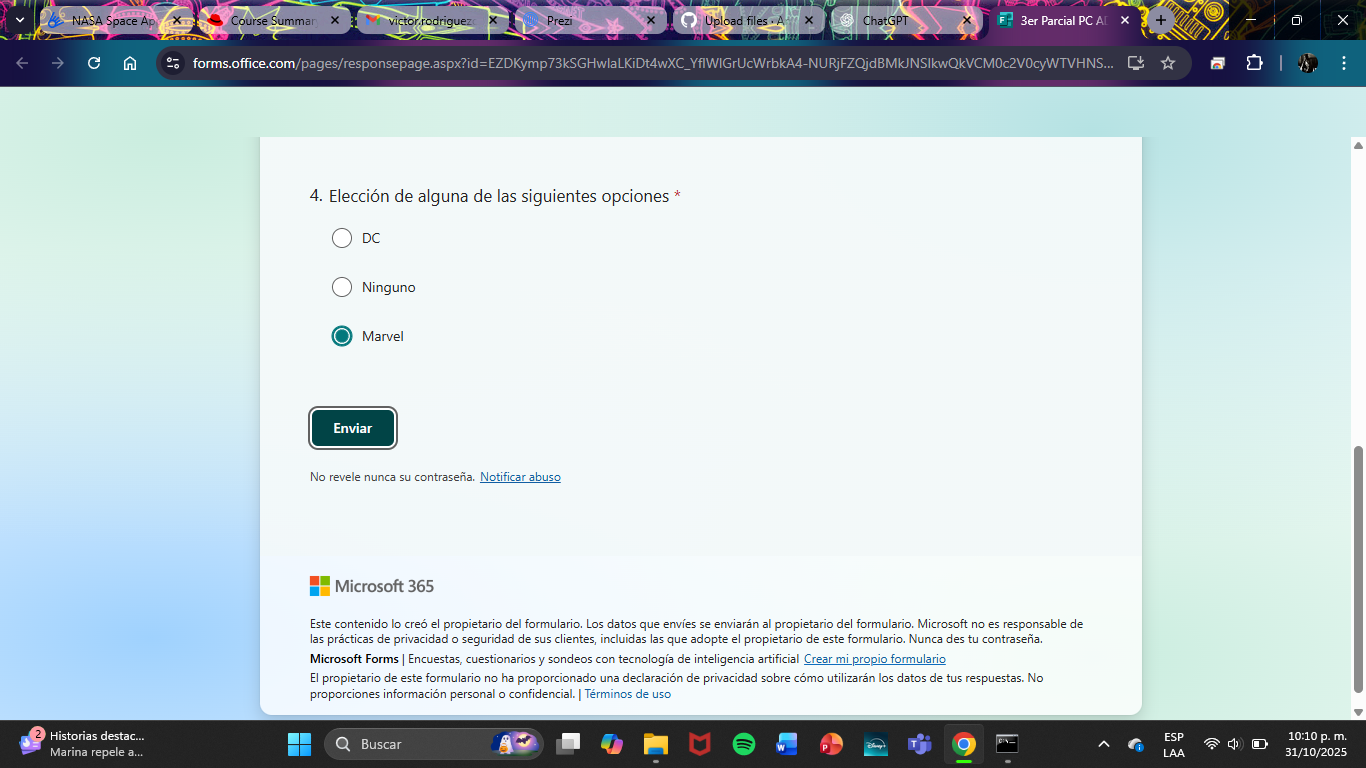 NASA Space Ap
Course Summar
victor.rodriguez
Prezi
Upload files · A
ChatGPT
3er Parcial PC AD
forms.office.com/pages/responsepage.aspx?id=
4. Elección de alguna de las siguientes opciones *
DC
Ninguno
Marvel
Enviar
No revele nunca su contraseña. Notificar abuso
Microsoft 365
Este contenido lo creó el propietario del formulario. Los datos que envíes se enviarán al propietario del formulario. Microsoft no es responsable de
las prácticas de privacidad o seguridad de sus clientes, incluidas las que adopte el propietario de este formulario. Nunca des tu contraseña.
Microsoft Forms | Encuestas, cuestionarios y sondeos con tecnología de inteligencia artificial Crear mi propio formulario
El propietario de este formulario no ha proporcionado una declaración de privacidad sobre cómo utilizarán los datos de tus respuestas. No
proporciones información personal o confidencial. | Términos de uso
2
Historias destac...
Marina repele a...
Buscar
ESP
LAA
10:10 p. m.
31/10/2025